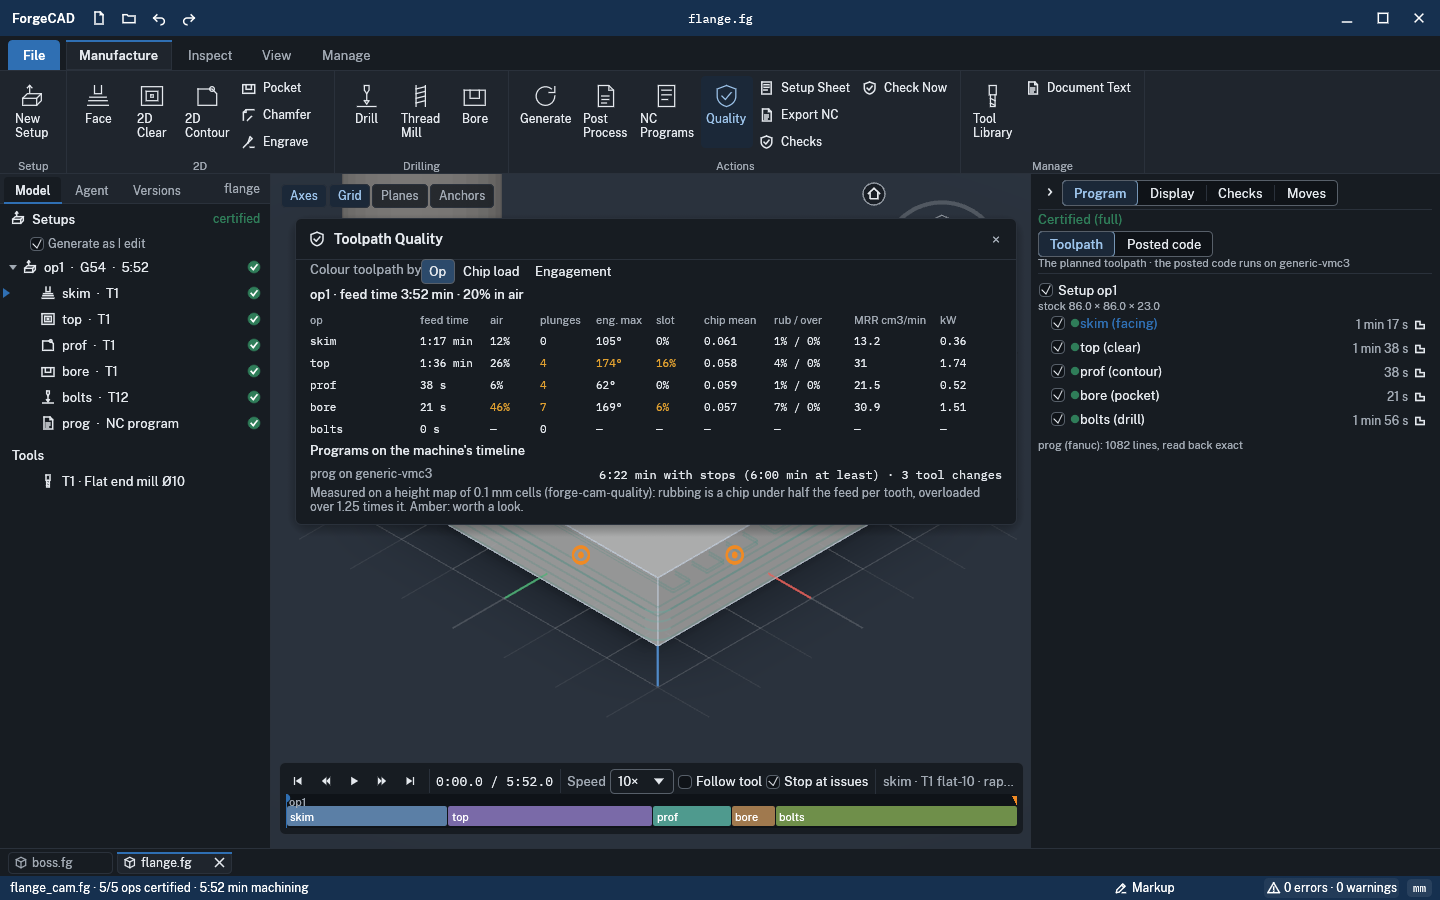 ForgeCAD
flange.fg
File
Manufacture
Inspect
View
Manage
New Setup
Face
2D Clear
2D Contour
Pocket
Chamfer
Engrave
Drill
Thread Mill
Bore
Generate
Post Process
NC Programs
Quality
Setup Sheet
Export NC
Checks
Check Now
Tool Library
Document Text
Setup
2D
Drilling
Actions
Manage
Model
Agent
Versions
flange
Setups
certified
Generate as I edit
op1 · G54 · 5:52
skim · T1
top · T1
prof · T1
bore · T1
bolts · T12
prog · NC program
Tools
T1 · Flat end mill Ø10
Axes
Grid
Planes
Anchors
Toolpath Quality
×
Colour toolpath by
Op
Chip load
Engagement
op1 · feed time 3:52 min · 20% in air
op feed time air plunges eng. max slot chip mean rub / over MRR cm3/min kW
skim 1:17 min 12% 0 105° 0% 0.061 1% / 0% 13.2 0.36
top 1:36 min 26% 4 174° 16% 0.058 4% / 0% 31 1.74
prof 38 s 6% 4 62° 0% 0.059 1% / 0% 21.5 0.52
bore 21 s 46% 7 169° 6% 0.057 7% / 0% 30.9 1.51
bolts 0 s — 0 — — — — — —
Programs on the machine's timeline
prog on generic-vmc3
6:22 min with stops (6:00 min at least) · 3 tool changes
Measured on a height map of 0.1 mm cells (forge-cam-quality): rubbing is a chip under half the feed per tooth, overloaded
over 1.25 times it. Amber: worth a look.
0:00.0 / 5:52.0
Speed
10×
Follow tool
Stop at issues
skim · T1 flat-10 · rap...
op1
skim
top
prof
bore
bolts
Program
Display
Checks
Moves
Certified (full)
Toolpath
Posted code
The planned toolpath · the posted code runs on generic-vmc3
Setup op1
stock 86.0 × 86.0 × 23.0
skim (facing) 1 min 17 s
top (clear) 1 min 38 s
prof (contour) 38 s
bore (pocket) 21 s
bolts (drill) 1 min 56 s
prog (fanuc): 1082 lines, read back exact
boss.fg
flange.fg
flange_cam.fg · 5/5 ops certified · 5:52 min machining
Markup
0 errors · 0 warnings
mm